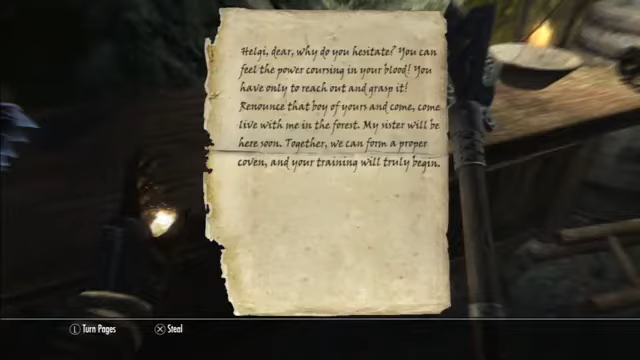 Helgi, dear, why do you hesitate? You can
feel the power coursing in your blood! You
have only to reach out and grasp it!
Renounce that boy of yours and come, come
live with me in the forest. My sister will be
here soon. Together, we can form a proper
coven, and your training will truly begin.
L Turn Pages
X Steal